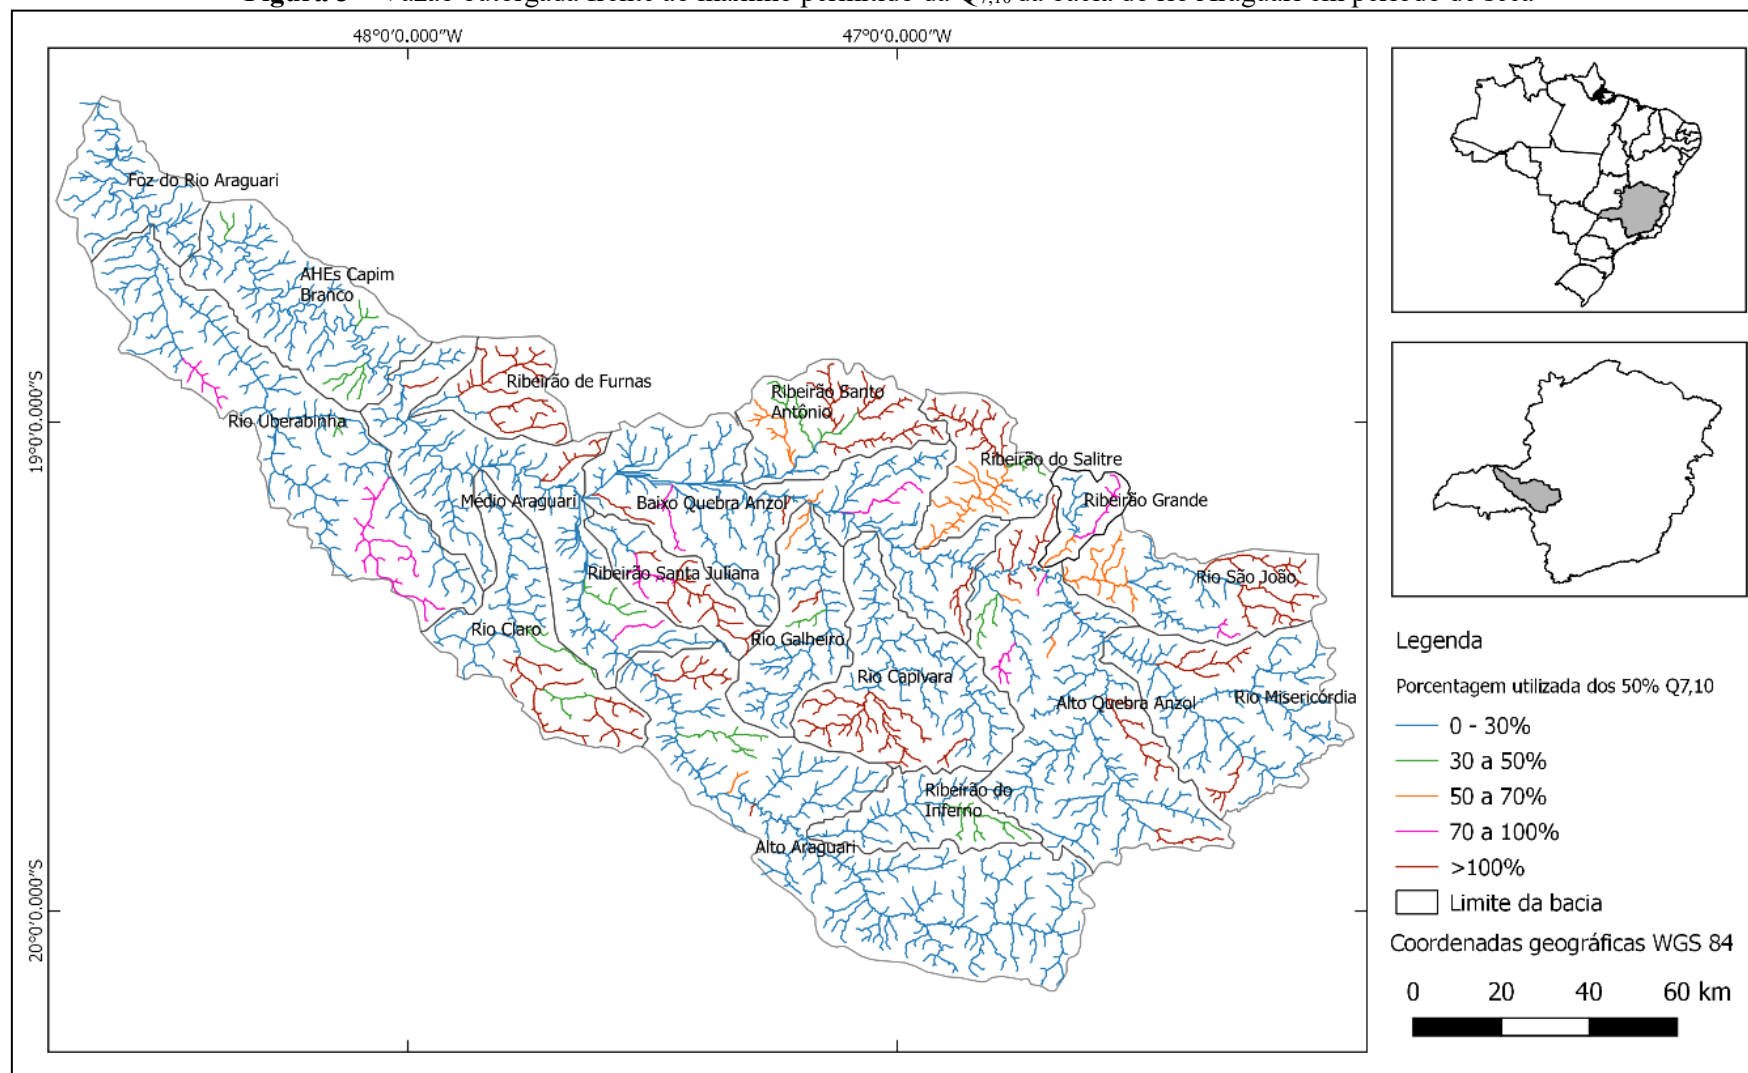 48°0'0.000"W
47°0'0.000"W
19°0'0.000"S
20°0'0.000"S
Foz do Rio Araguari
AHEs Capim
Branco
Ribeirão de Furnas
Rio Uberabinha
Ribeirão Santo
Antônio
Ribeirão do Salitre
Ribeirão Grande
Médio Araguari
Baixo Quebra Anzol
Ribeirão Santa Juliana
Rio São João
Rio Claro
Rio Galheiro
Rio Capivara
Alto Quebra Anzol
Rio Misericórdia
Ribeirão do
Inferno
Alto Araguari
Legenda
Porcentagem utilizada dos 50% Q7,10
0 - 30%
30 a 50%
50 a 70%
70 a 100%
>100%
Limite da bacia
Coordenadas geográficas WGS 84
0 20 40 60 km